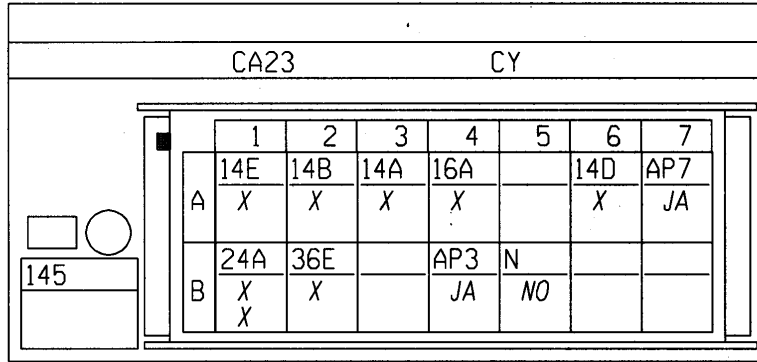 CA23 CY
1 2 3 4 5 6 7
14E 14B 14A 16A 14D AP7
A X X X X X JA
24A 36E AP3 N
145
B X X JA NO
X